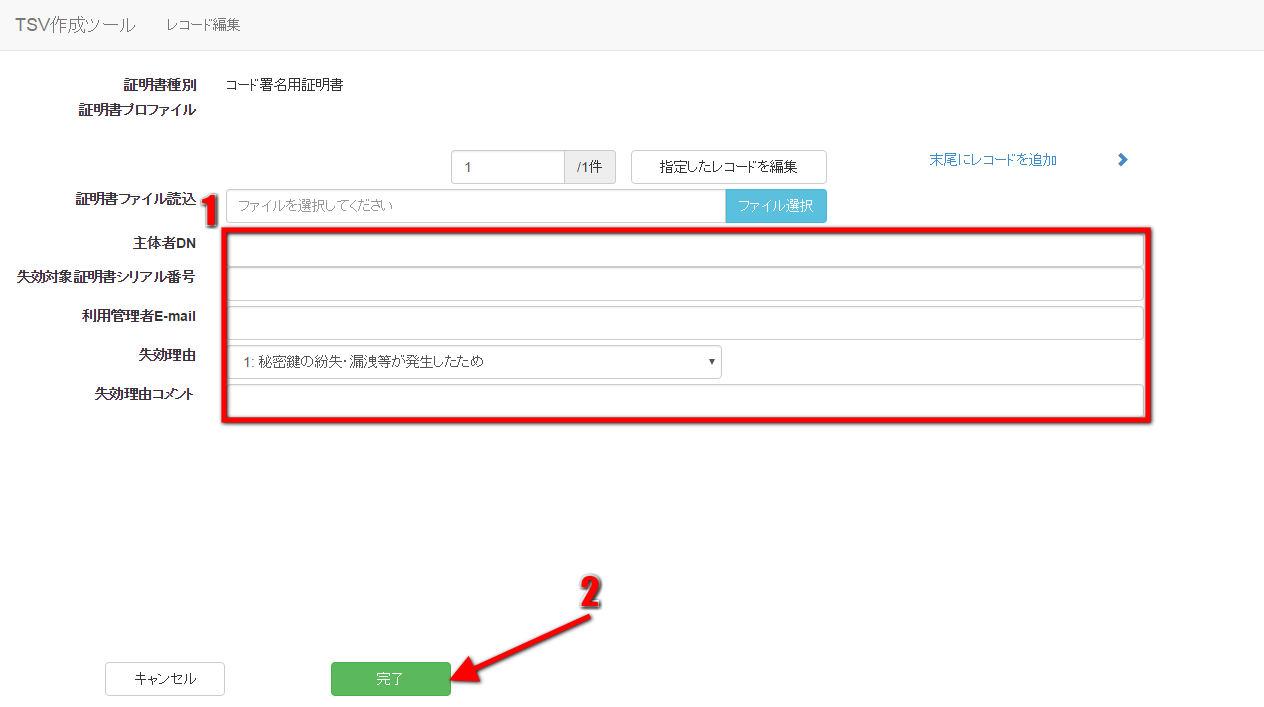 TSV作成ツール レコード編集
証明書種別 コード署名用証明書
証明書プロファイル
1 /1件 指定したレコードを編集 末尾にレコードを追加
証明書ファイル読込 1 ファイルを選択してください ファイル選択
主体者DN
失効対象証明書シリアル番号
利用管理者E-mail
失効理由 1: 秘密鍵の紛失・漏洩等が発生したため
失効理由コメント
2
キャンセル 完了